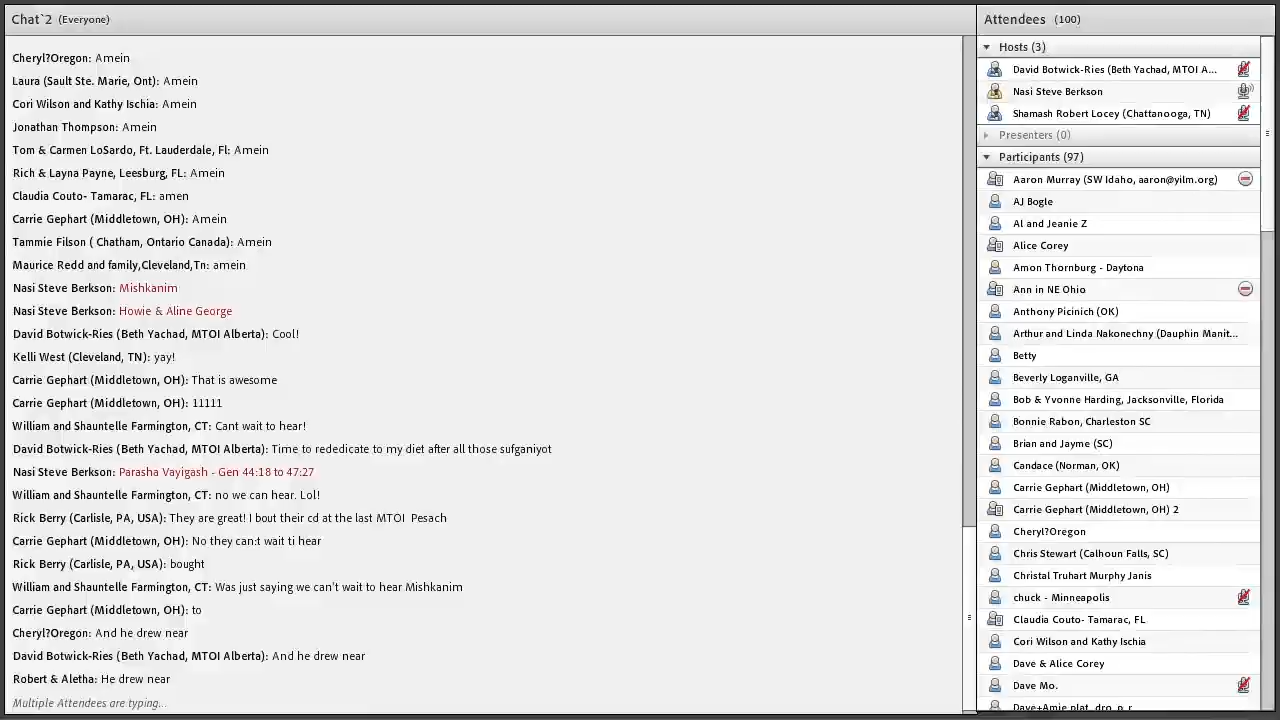 Chat`2 (Everyone)
Cheryl?Oregon: Amein
Laura (Sault Ste. Marie, Ont): Amein
Cori Wilson and Kathy Ischia: Amein
Jonathan Thompson: Amein
Tom & Carmen LoSardo, Ft. Lauderdale, Fl: Amein
Rich & Layna Payne, Leesburg, FL: Amein
Claudia Couto- Tamarac, FL: amen
Carrie Gephart (Middletown, OH): Amein
Tammie Filson ( Chatham, Ontario Canada): Amein
Maurice Redd and family,Cleveland,Tn: amein
Nasi Steve Berkson: Mishkanim
Nasi Steve Berkson: Howie & Aline George
David Botwick-Ries (Beth Yachad, MTOI Alberta): Cool!
Kelli West (Cleveland, TN): yay!
Carrie Gephart (Middletown, OH): That is awesome
Carrie Gephart (Middletown, OH): 11111
William and Shauntelle Farmington, CT: Cant wait to hear!
David Botwick-Ries (Beth Yachad, MTOI Alberta): Time to rededicate to my diet after all those sufganiyot
Nasi Steve Berkson: Parasha Vayigash - Gen 44:18 to 47:27
William and Shauntelle Farmington, CT: no we can hear. Lol!
Rick Berry (Carlisle, PA, USA): They are great! I bout their cd at the last MTOI Pesach
Carrie Gephart (Middletown, OH): No they can:t wait ti hear
Rick Berry (Carlisle, PA, USA): bought
William and Shauntelle Farmington, CT: Was just saying we can't wait to hear Mishkanim
Carrie Gephart (Middletown, OH): to
Cheryl?Oregon: And he drew near
David Botwick-Ries (Beth Yachad, MTOI Alberta): And he drew near
Robert & Aletha: He drew near
Multiple Attendees are typing...
Attendees (100)
Hosts (3)
David Botwick-Ries (Beth Yachad, MTOI A...
Nasi Steve Berkson
Shamash Robert Locey (Chattanooga, TN)
Presenters (0)
Participants (97)
Aaron Murray (SW Idaho, aaron@yilm.org)
AJ Bogle
Al and Jeanie Z
Alice Corey
Amon Thornburg - Daytona
Ann in NE Ohio
Anthony Picinich (OK)
Arthur and Linda Nakonechny (Dauphin Manit...
Betty
Beverly Loganville, GA
Bob & Yvonne Harding, Jacksonville, Florida
Bonnie Rabon, Charleston SC
Brian and Jayme (SC)
Candace (Norman, OK)
Carrie Gephart (Middletown, OH)
Carrie Gephart (Middletown, OH) 2
Cheryl?Oregon
Chris Stewart (Calhoun Falls, SC)
Christal Truhart Murphy Janis
chuck - Minneapolis
Claudia Couto- Tamarac, FL
Cori Wilson and Kathy Ischia
Dave & Alice Corey
Dave Mo.